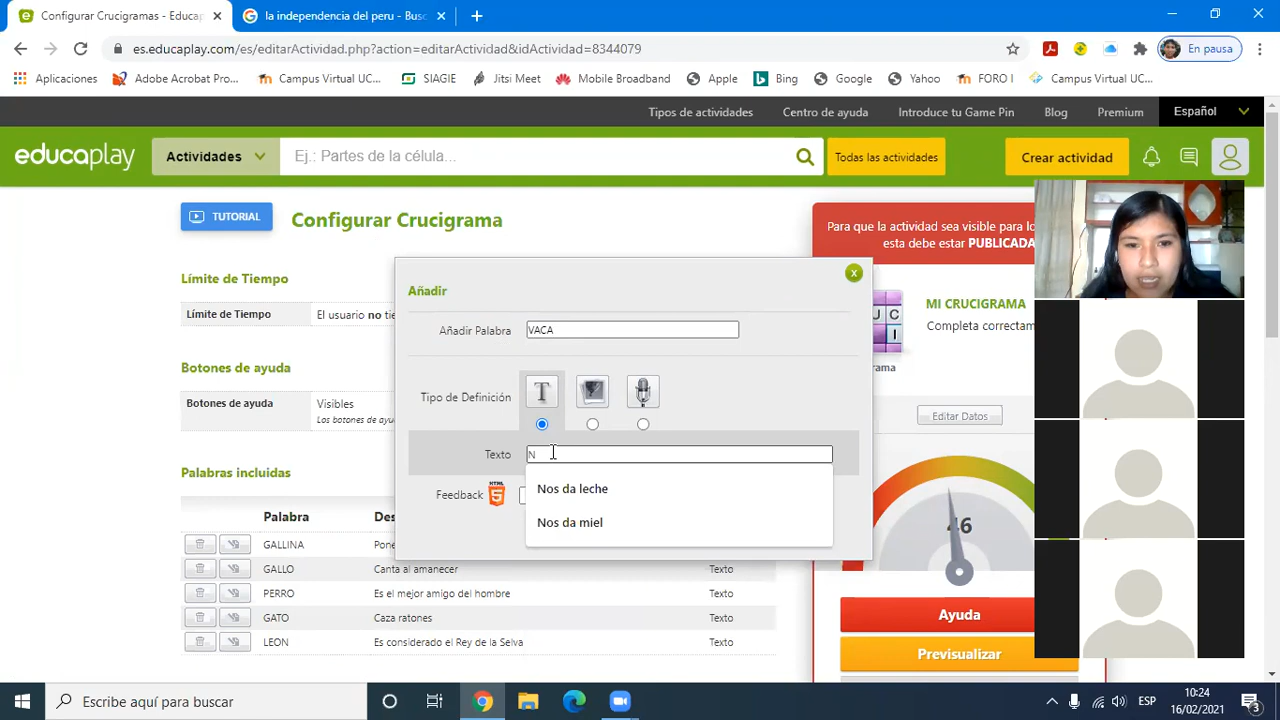 Configurar Crucigramas - Educap
la independencia del peru - Busc
es.educaplay.com/es/editarActividad.php?action=editarActividad&idActividad=8344079
En pausa
Aplicaciones
Adobe Acrobat Pro...
Campus Virtual UC...
SIAGIE
Jitsi Meet
Mobile Broadband
Apple
Bing
Google
Yahoo
FORO I
Campus Virtual UC...
Tipos de actividades
Centro de ayuda
Introduce tu Game Pin
Blog
Premium
Español
educaplay
Actividades
Ej.: Partes de la célula...
Todas las actividades
Crear actividad
TUTORIAL
Configurar Crucigrama
Para que la actividad sea visible para
esta debe estar PUBLICADA
Límite de Tiempo
Límite de Tiempo
El usuario no
Añadir
Añadir Palabra
VACA
MI CRUCIGRAMA
Botones de ayuda
Botones de ayuda
Visibles
Los botones de
Tipo de Definición
T
Editar Datos
Texto
N
Nos da leche
Nos da miel
Feedback
HTML
5
Palabras incluidas
46
Palabra
GALLINA
GALLO
Canta al amanecer
Texto
PERRO
Es el mejor amigo del hombre
Texto
GATO
Caza ratones
Texto
LEON
Es considerado el Rey de la Selva
Texto
Ayuda
Previsualizar
Escribe aquí para buscar
ESP
10:24
16/02/2021
3